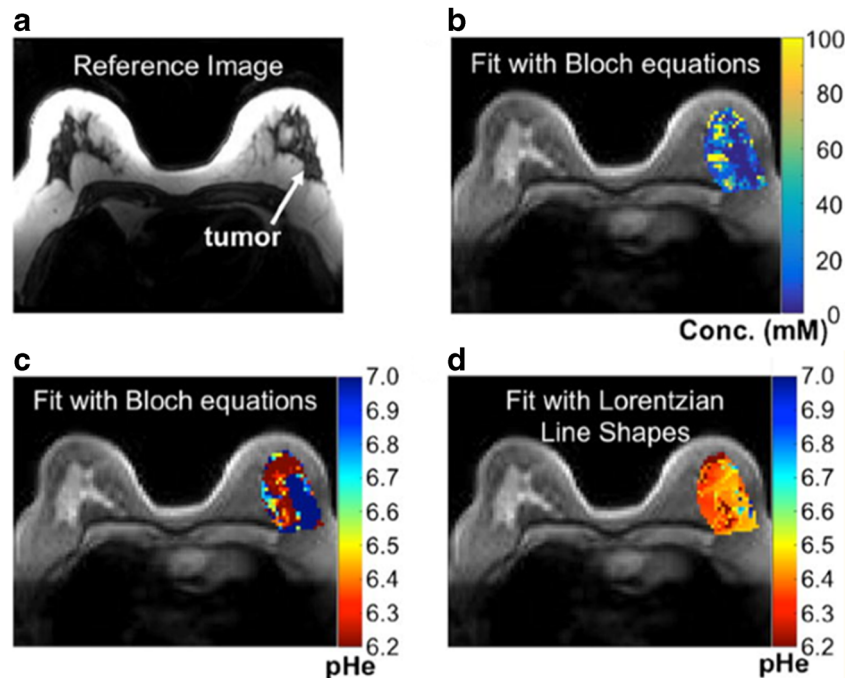 a
Reference Image
tumor
b
Fit with Bloch equations
100
80
60
40
20
0
Conc. (mM)
c
Fit with Bloch equations
7.0
6.9
6.8
6.7
6.6
6.5
6.4
6.3
6.2
pHe
d
Fit with Lorentzian
Line Shapes
7.0
6.9
6.8
6.7
6.6
6.5
6.4
6.3
6.2
pHe